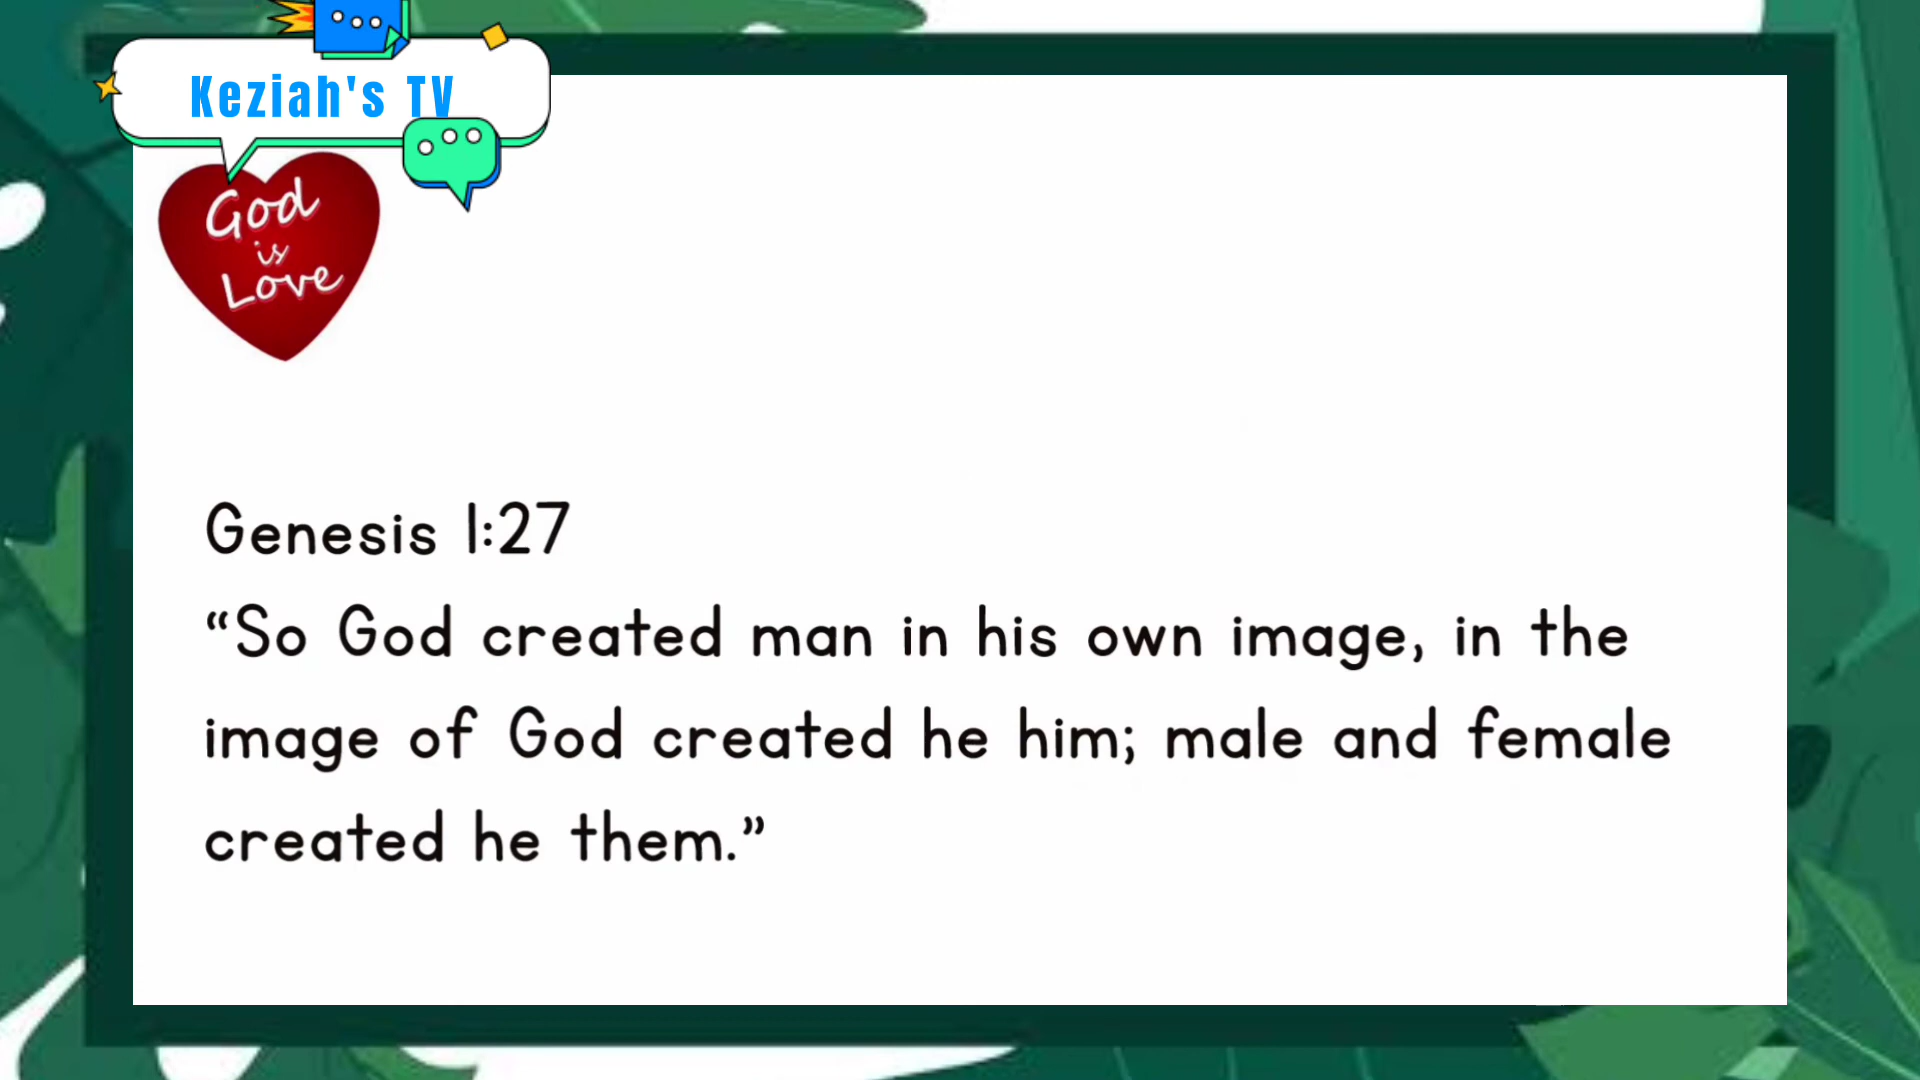 Keziah's TV
God
is
Love
Genesis 1:27
“So God created man in his own image, in the
image of God created he him; male and female
created he them.”